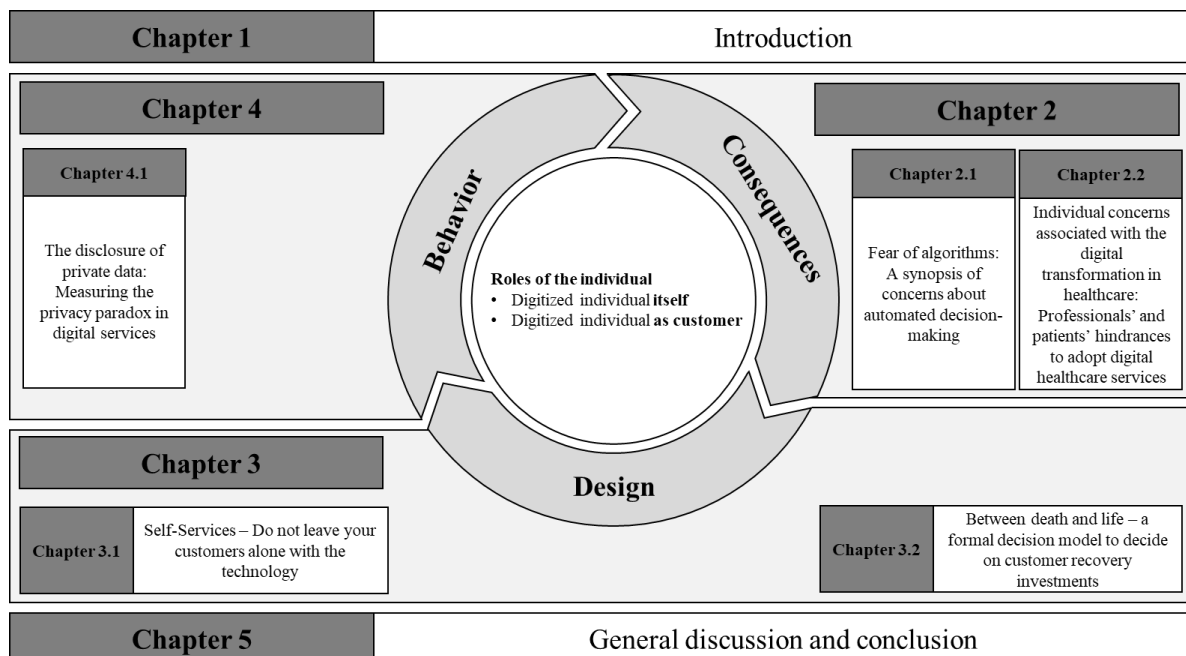 Chapter 1
Introduction
Chapter 4
Chapter 4.1
The disclosure of
private data:
Measuring the
privacy paradox in
digital services
Behavior
Consequences
Design
Roles of the individual
• Digitized individual itself
• Digitized individual as customer
Chapter 2
Chapter 2.1
Fear of algorithms:
A synopsis of
concerns about
automated decision-
making
Chapter 2.2
Individual concerns
associated with the
digital
transformation in
healthcare:
Professionals’ and
patients’ hindrances
to adopt digital
healthcare services
Chapter 3
Chapter 3.1
Self-Services – Do not leave your
customers alone with the
technology
Chapter 3.2
Between death and life – a
formal decision model to decide
on customer recovery
investments
Chapter 5
General discussion and conclusion